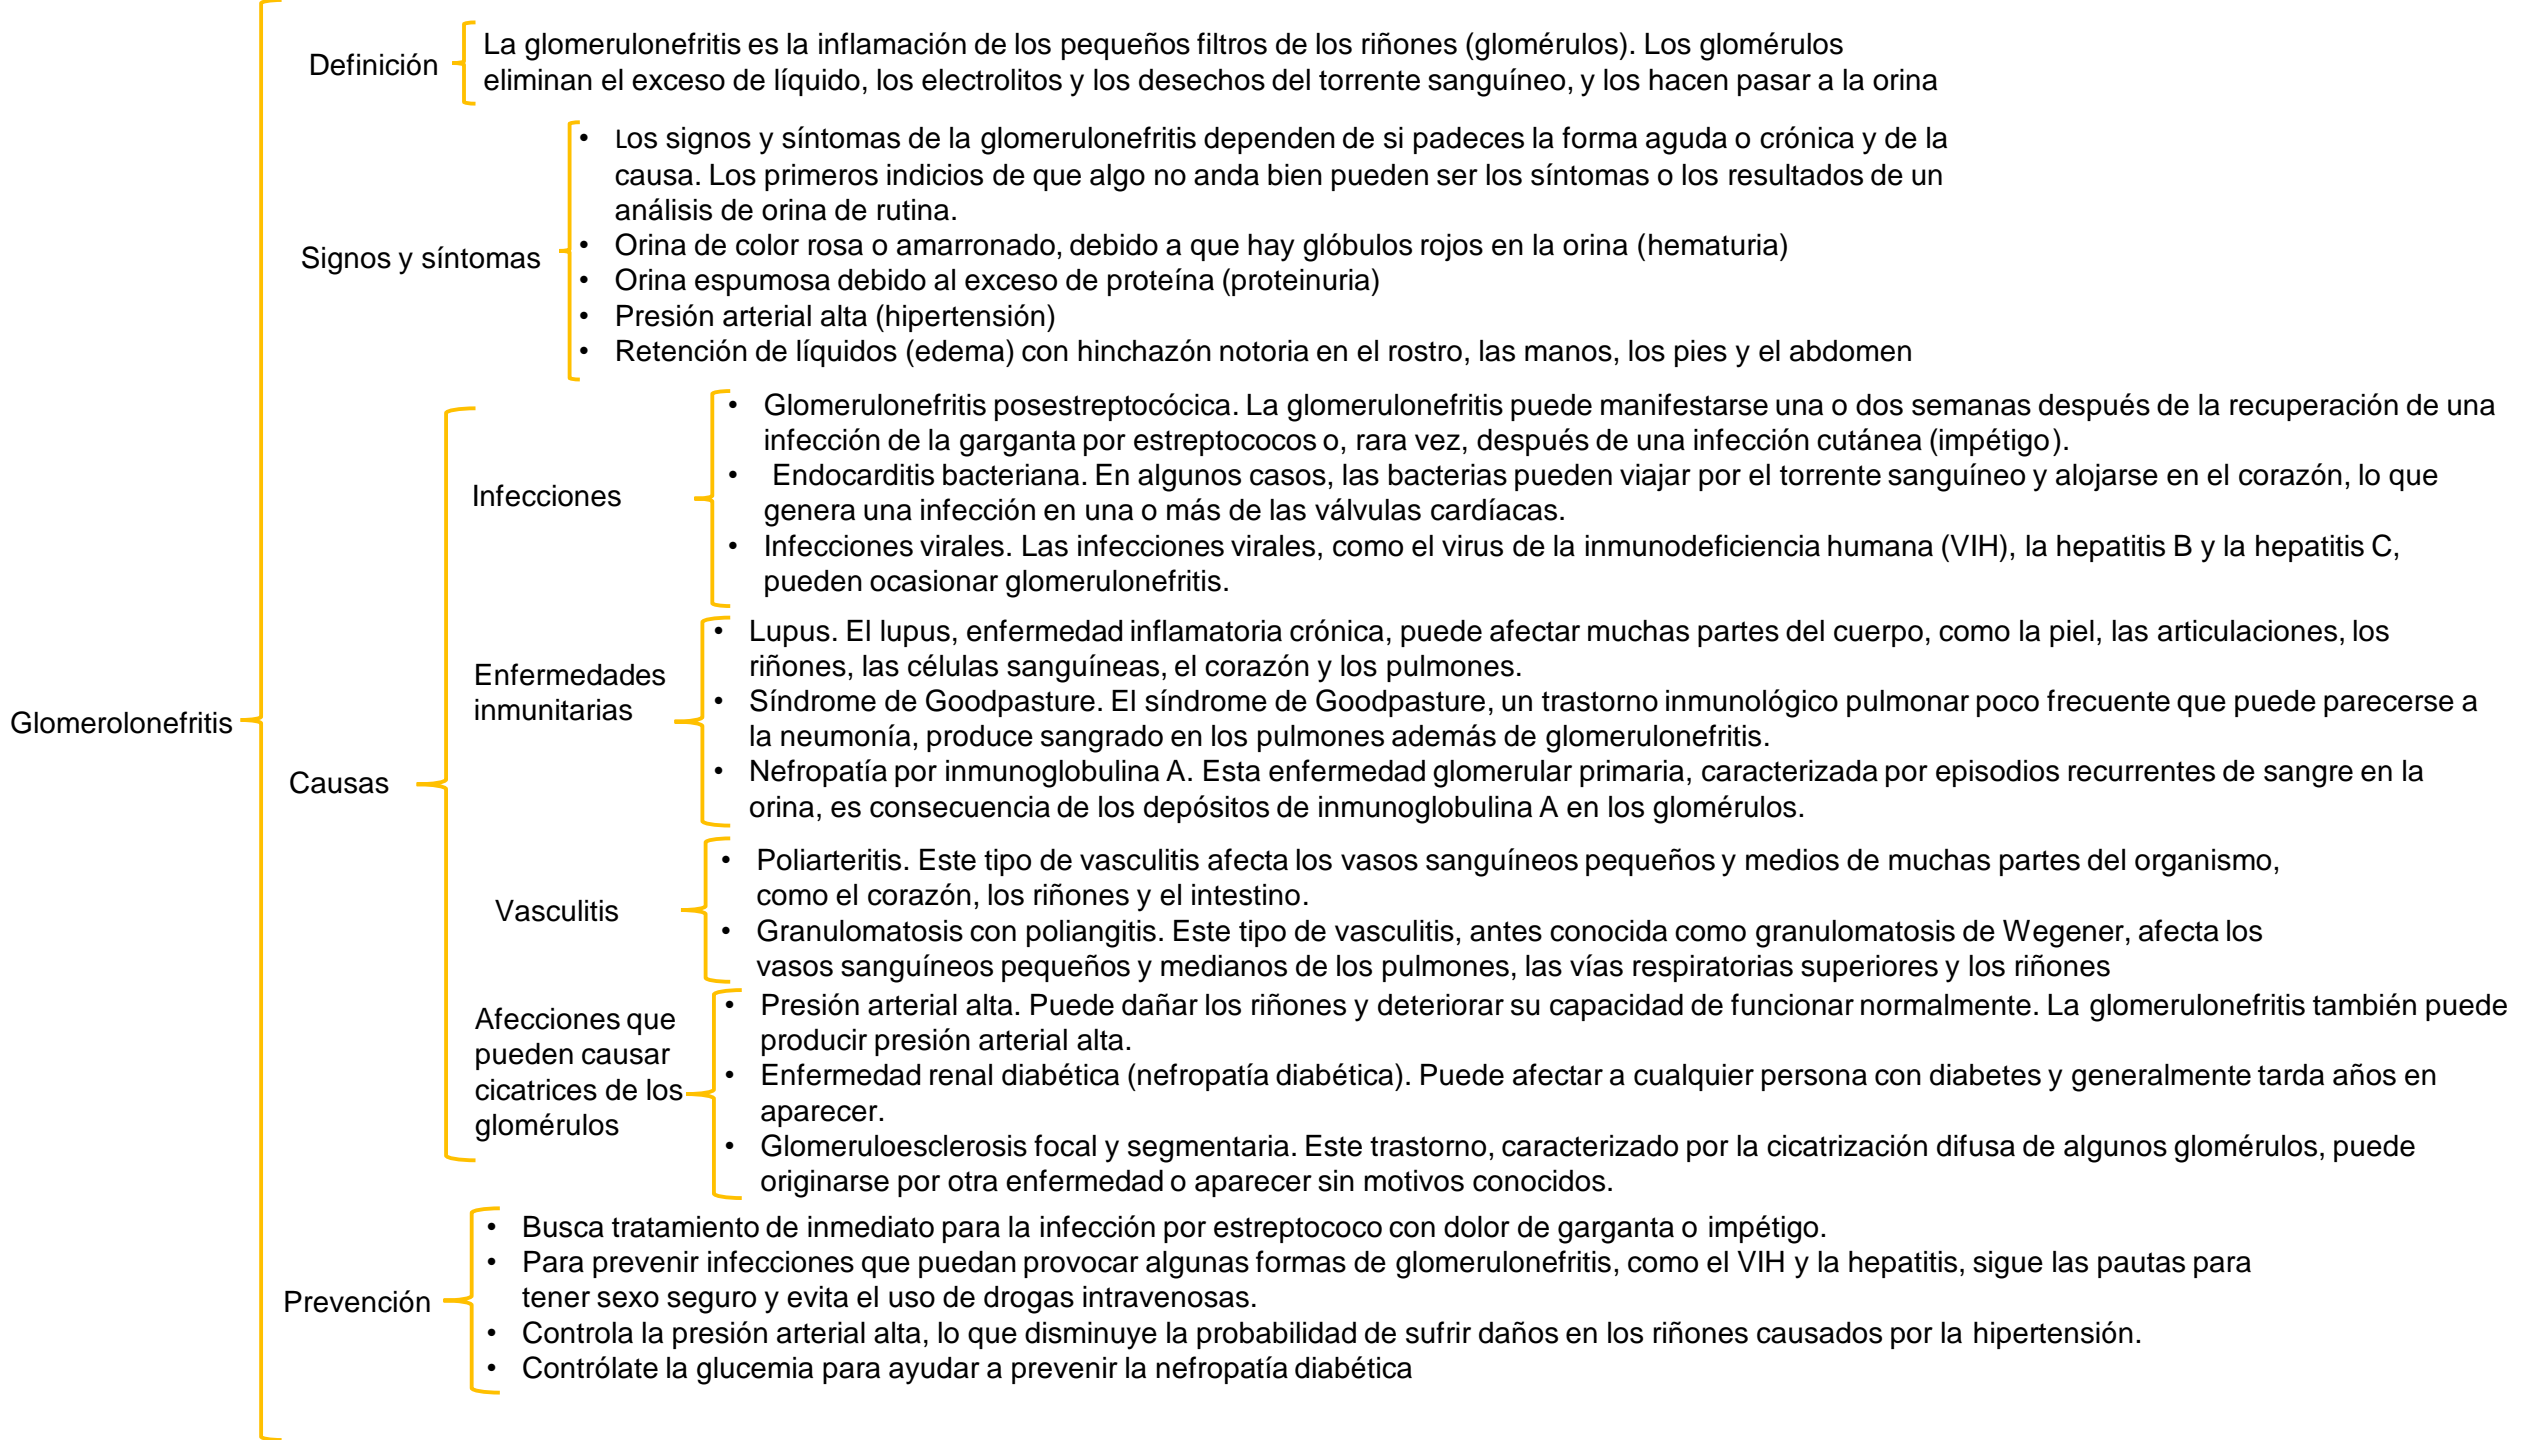 Definición
La glomerulonefritis es la inflamación de los pequeños filtros de los riñones (glomérulos). Los glomérulos
eliminan el exceso de líquido, los electrolitos y los desechos del torrente sanguíneo, y los hacen pasar a la orina
Signos y síntomas
• Los signos y síntomas de la glomerulonefritis dependen de si padeces la forma aguda o crónica y de la
causa. Los primeros indicios de que algo no anda bien pueden ser los síntomas o los resultados de un
análisis de orina de rutina.
• Orina de color rosa o amarronado, debido a que hay glóbulos rojos en la orina (hematuria)
• Orina espumosa debido al exceso de proteína (proteinuria)
• Presión arterial alta (hipertensión)
• Retención de líquidos (edema) con hinchazón notoria en el rostro, las manos, los pies y el abdomen
Glomerolonefritis
Causas
Infecciones
• Glomerulonefritis posestreptocócica. La glomerulonefritis puede manifestarse una o dos semanas después de la recuperación de una
infección de la garganta por estreptococos o, rara vez, después de una infección cutánea (impétigo).
• Endocarditis bacteriana. En algunos casos, las bacterias pueden viajar por el torrente sanguíneo y alojarse en el corazón, lo que
genera una infección en una o más de las válvulas cardíacas.
• Infecciones virales. Las infecciones virales, como el virus de la inmunodeficiencia humana (VIH), la hepatitis B y la hepatitis C,
pueden ocasionar glomerulonefritis.
Enfermedades
inmunitarias
• Lupus. El lupus, enfermedad inflamatoria crónica, puede afectar muchas partes del cuerpo, como la piel, las articulaciones, los
riñones, las células sanguíneas, el corazón y los pulmones.
• Síndrome de Goodpasture. El síndrome de Goodpasture, un trastorno inmunológico pulmonar poco frecuente que puede parecerse a
la neumonía, produce sangrado en los pulmones además de glomerulonefritis.
• Nefropatía por inmunoglobulina A. Esta enfermedad glomerular primaria, caracterizada por episodios recurrentes de sangre en la
orina, es consecuencia de los depósitos de inmunoglobulina A en los glomérulos.
Vasculitis
• Poliarteritis. Este tipo de vasculitis afecta los vasos sanguíneos pequeños y medios de muchas partes del organismo,
como el corazón, los riñones y el intestino.
• Granulomatosis con poliangitis. Este tipo de vasculitis, antes conocida como granulomatosis de Wegener, afecta los
vasos sanguíneos pequeños y medianos de los pulmones, las vías respiratorias superiores y los riñones
Afecciones que
pueden causar
cicatrices de los
glomérulos
• Presión arterial alta. Puede dañar los riñones y deteriorar su capacidad de funcionar normalmente. La glomerulonefritis también puede
producir presión arterial alta.
• Enfermedad renal diabética (nefropatía diabética). Puede afectar a cualquier persona con diabetes y generalmente tarda años en
aparecer.
• Glomeruloesclerosis focal y segmentaria. Este trastorno, caracterizado por la cicatrización difusa de algunos glomérulos, puede
originarse por otra enfermedad o aparecer sin motivos conocidos.
Prevención
• Busca tratamiento de inmediato para la infección por estreptococo con dolor de garganta o impétigo.
• Para prevenir infecciones que puedan provocar algunas formas de glomerulonefritis, como el VIH y la hepatitis, sigue las pautas para
tener sexo seguro y evita el uso de drogas intravenosas.
• Controla la presión arterial alta, lo que disminuye la probabilidad de sufrir daños en los riñones causados por la hipertensión.
• Contrólate la glucemia para ayudar a prevenir la nefropatía diabética